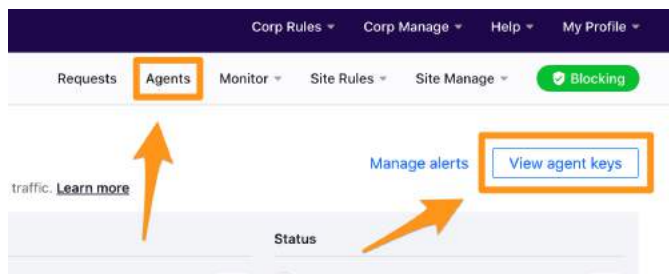 Corp Rules Corp Manage Help My Profile
Requests Agents Monitor Site Rules Site Manage Blocking
Manage alerts View agent keys
traffic. Learn more
Status